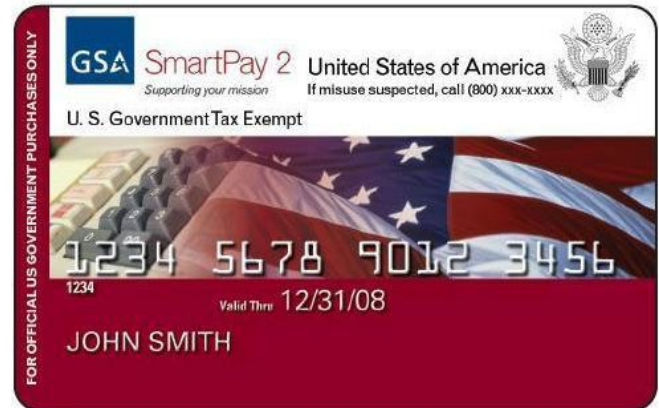 FOR OFFICIAL US GOVERNMENT PURCHASES ONLY
GSA SmartPay 2
Supporting your mission
United States of America
If misuse suspected, call (800) xxx-xxxx
U. S. Government Tax Exempt
1234 5678 9012 3456
1234
Valid Thru 12/31/08
JOHN SMITH